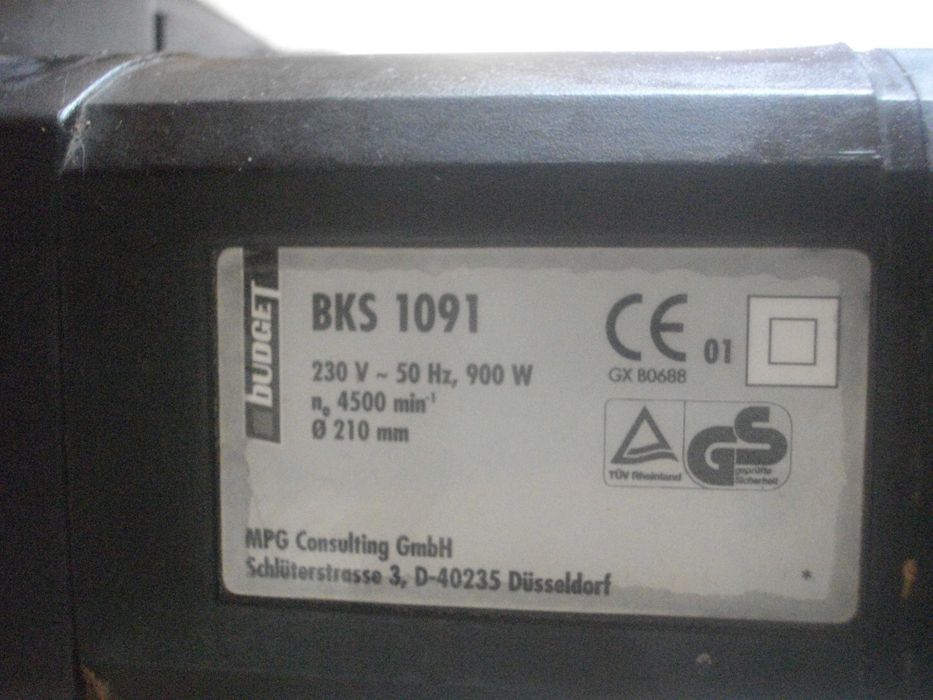 bUDGET
BKS 1091
230 V ~ 50 Hz, 900 W
n₀ 4500 min⁻¹
Ø 210 mm
CE 01
GX B0688
TÜV Rheinland
GS
geprüfte
Sicherheit
MPG Consulting GmbH
Schlüterstrasse 3, D-40235 Düsseldorf
*